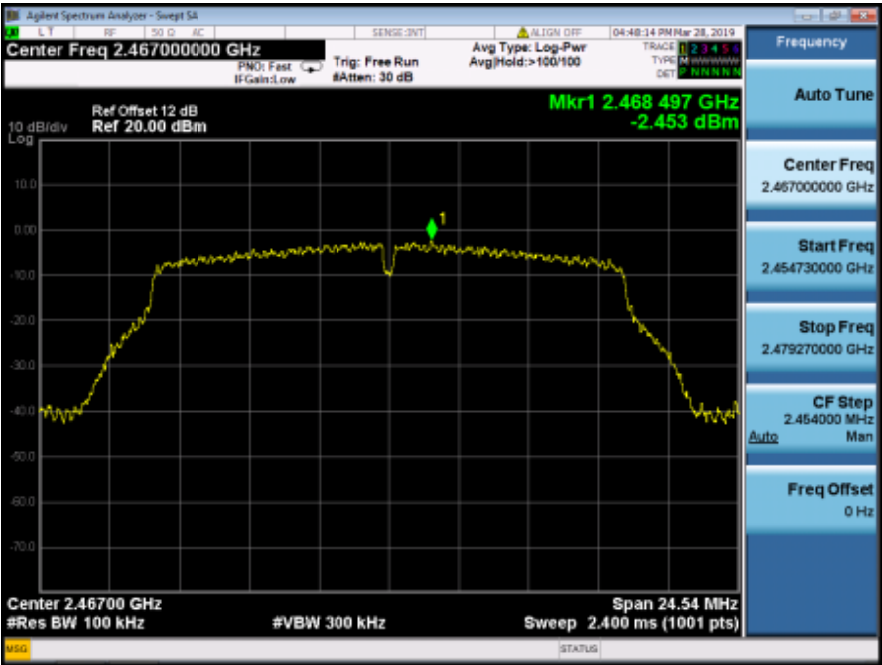 Agilent Spectrum Analyzer - Swept SA
LT RF 50 Ω AC SENSE:INT ALIGN OFF 04:48:14 PM Mar 28, 2019
Center Freq 2.467000000 GHz
PNO: Fast
IFGain:Low
Trig: Free Run
#Atten: 30 dB
Avg Type: Log-Pwr
Avg|Hold:>100/100
TRACE 1 2 3 4 5 6
TYPE M WWWWW
DET P N N N N N
Ref Offset 12 dB
Ref 20.00 dBm
10 dB/div
Log
Mkr1 2.468 497 GHz
-2.453 dBm
10.0
0.00
-10.0
-20.0
-30.0
-40.0
-50.0
-60.0
-70.0
1
Center 2.46700 GHz
Span 24.54 MHz
#Res BW 100 kHz
#VBW 300 kHz
Sweep 2.400 ms (1001 pts)
MSG
STATUS
Frequency
Auto Tune
Center Freq
2.467000000 GHz
Start Freq
2.454730000 GHz
Stop Freq
2.479270000 GHz
CF Step
2.454000 MHz
Auto Man
Freq Offset
0 Hz